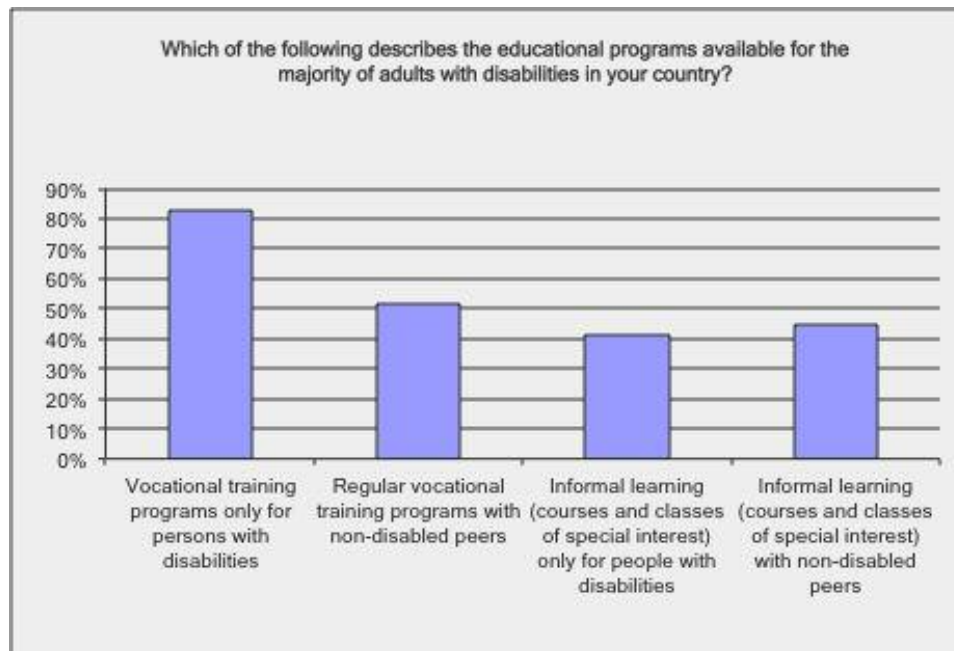 Which of the following describes the educational programs available for the
majority of adults with disabilities in your country?
90%
80%
70%
60%
50%
40%
30%
20%
10%
0%
Vocational training
programs only for
persons with
disabilities
Regular vocational
training programs with
non-disabled peers
Informal learning
(courses and classes
of special interest)
only for people with
disabilities
Informal learning
(courses and classes
of special interest)
with non-disabled
peers